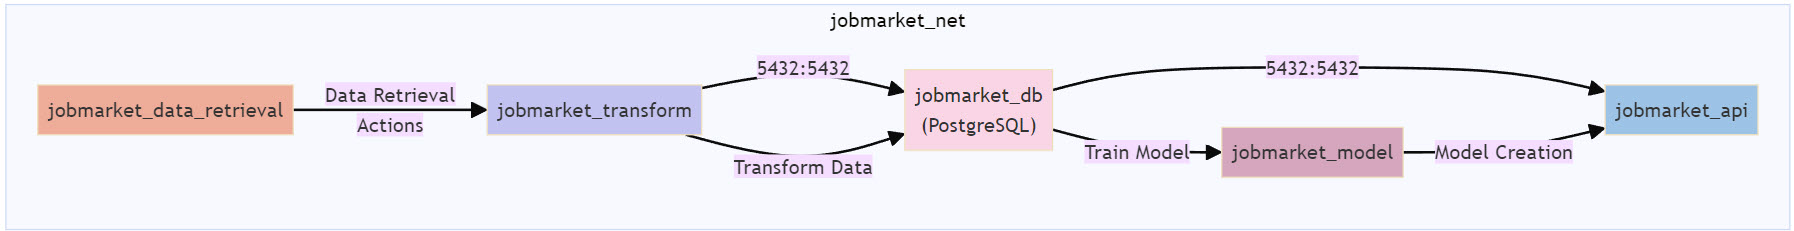 jobmarket_net
jobmarket_data_retrieval
Data Retrieval
Actions
jobmarket_transform
5432:5432
Transform Data
jobmarket_db
(PostgreSQL)
5432:5432
Train Model
jobmarket_model
Model Creation
jobmarket_api